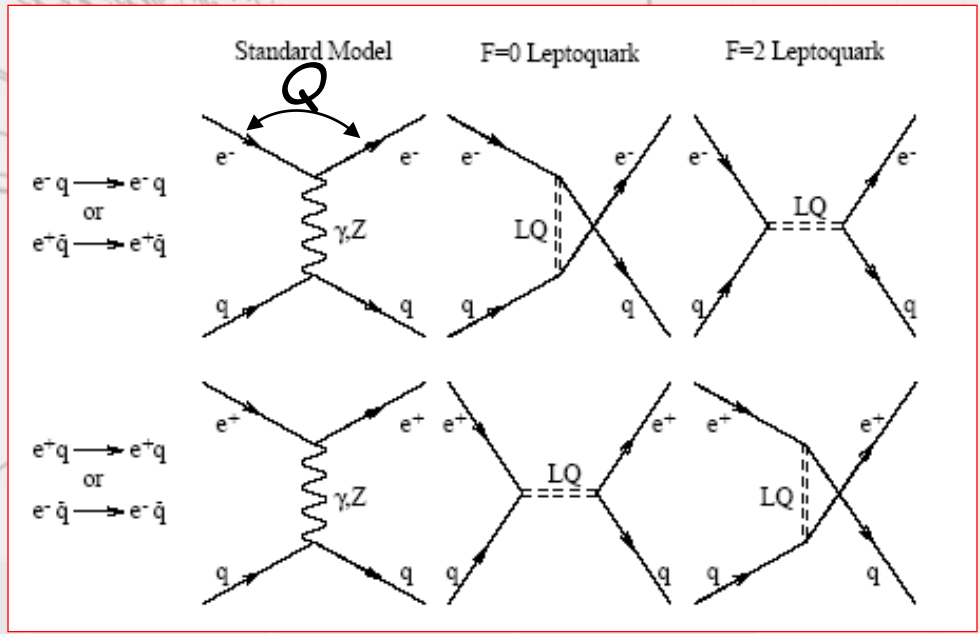 Standard Model
F=0 Leptoquark
F=2 Leptoquark
Q
e⁻ q → e⁻ q
or
e⁺ q̄ → e⁺ q̄
e⁻
e⁻
γ,Z
q
q
e⁻
e⁻
LQ
q
q
e⁻
e⁻
LQ
q
q
e⁺q → e⁺q
or
e⁻ q̄ → e⁻ q̄
e⁺
e⁺
γ,Z
q
q
e⁺
e⁺
LQ
q
q
e⁺
e⁺
LQ
q
q